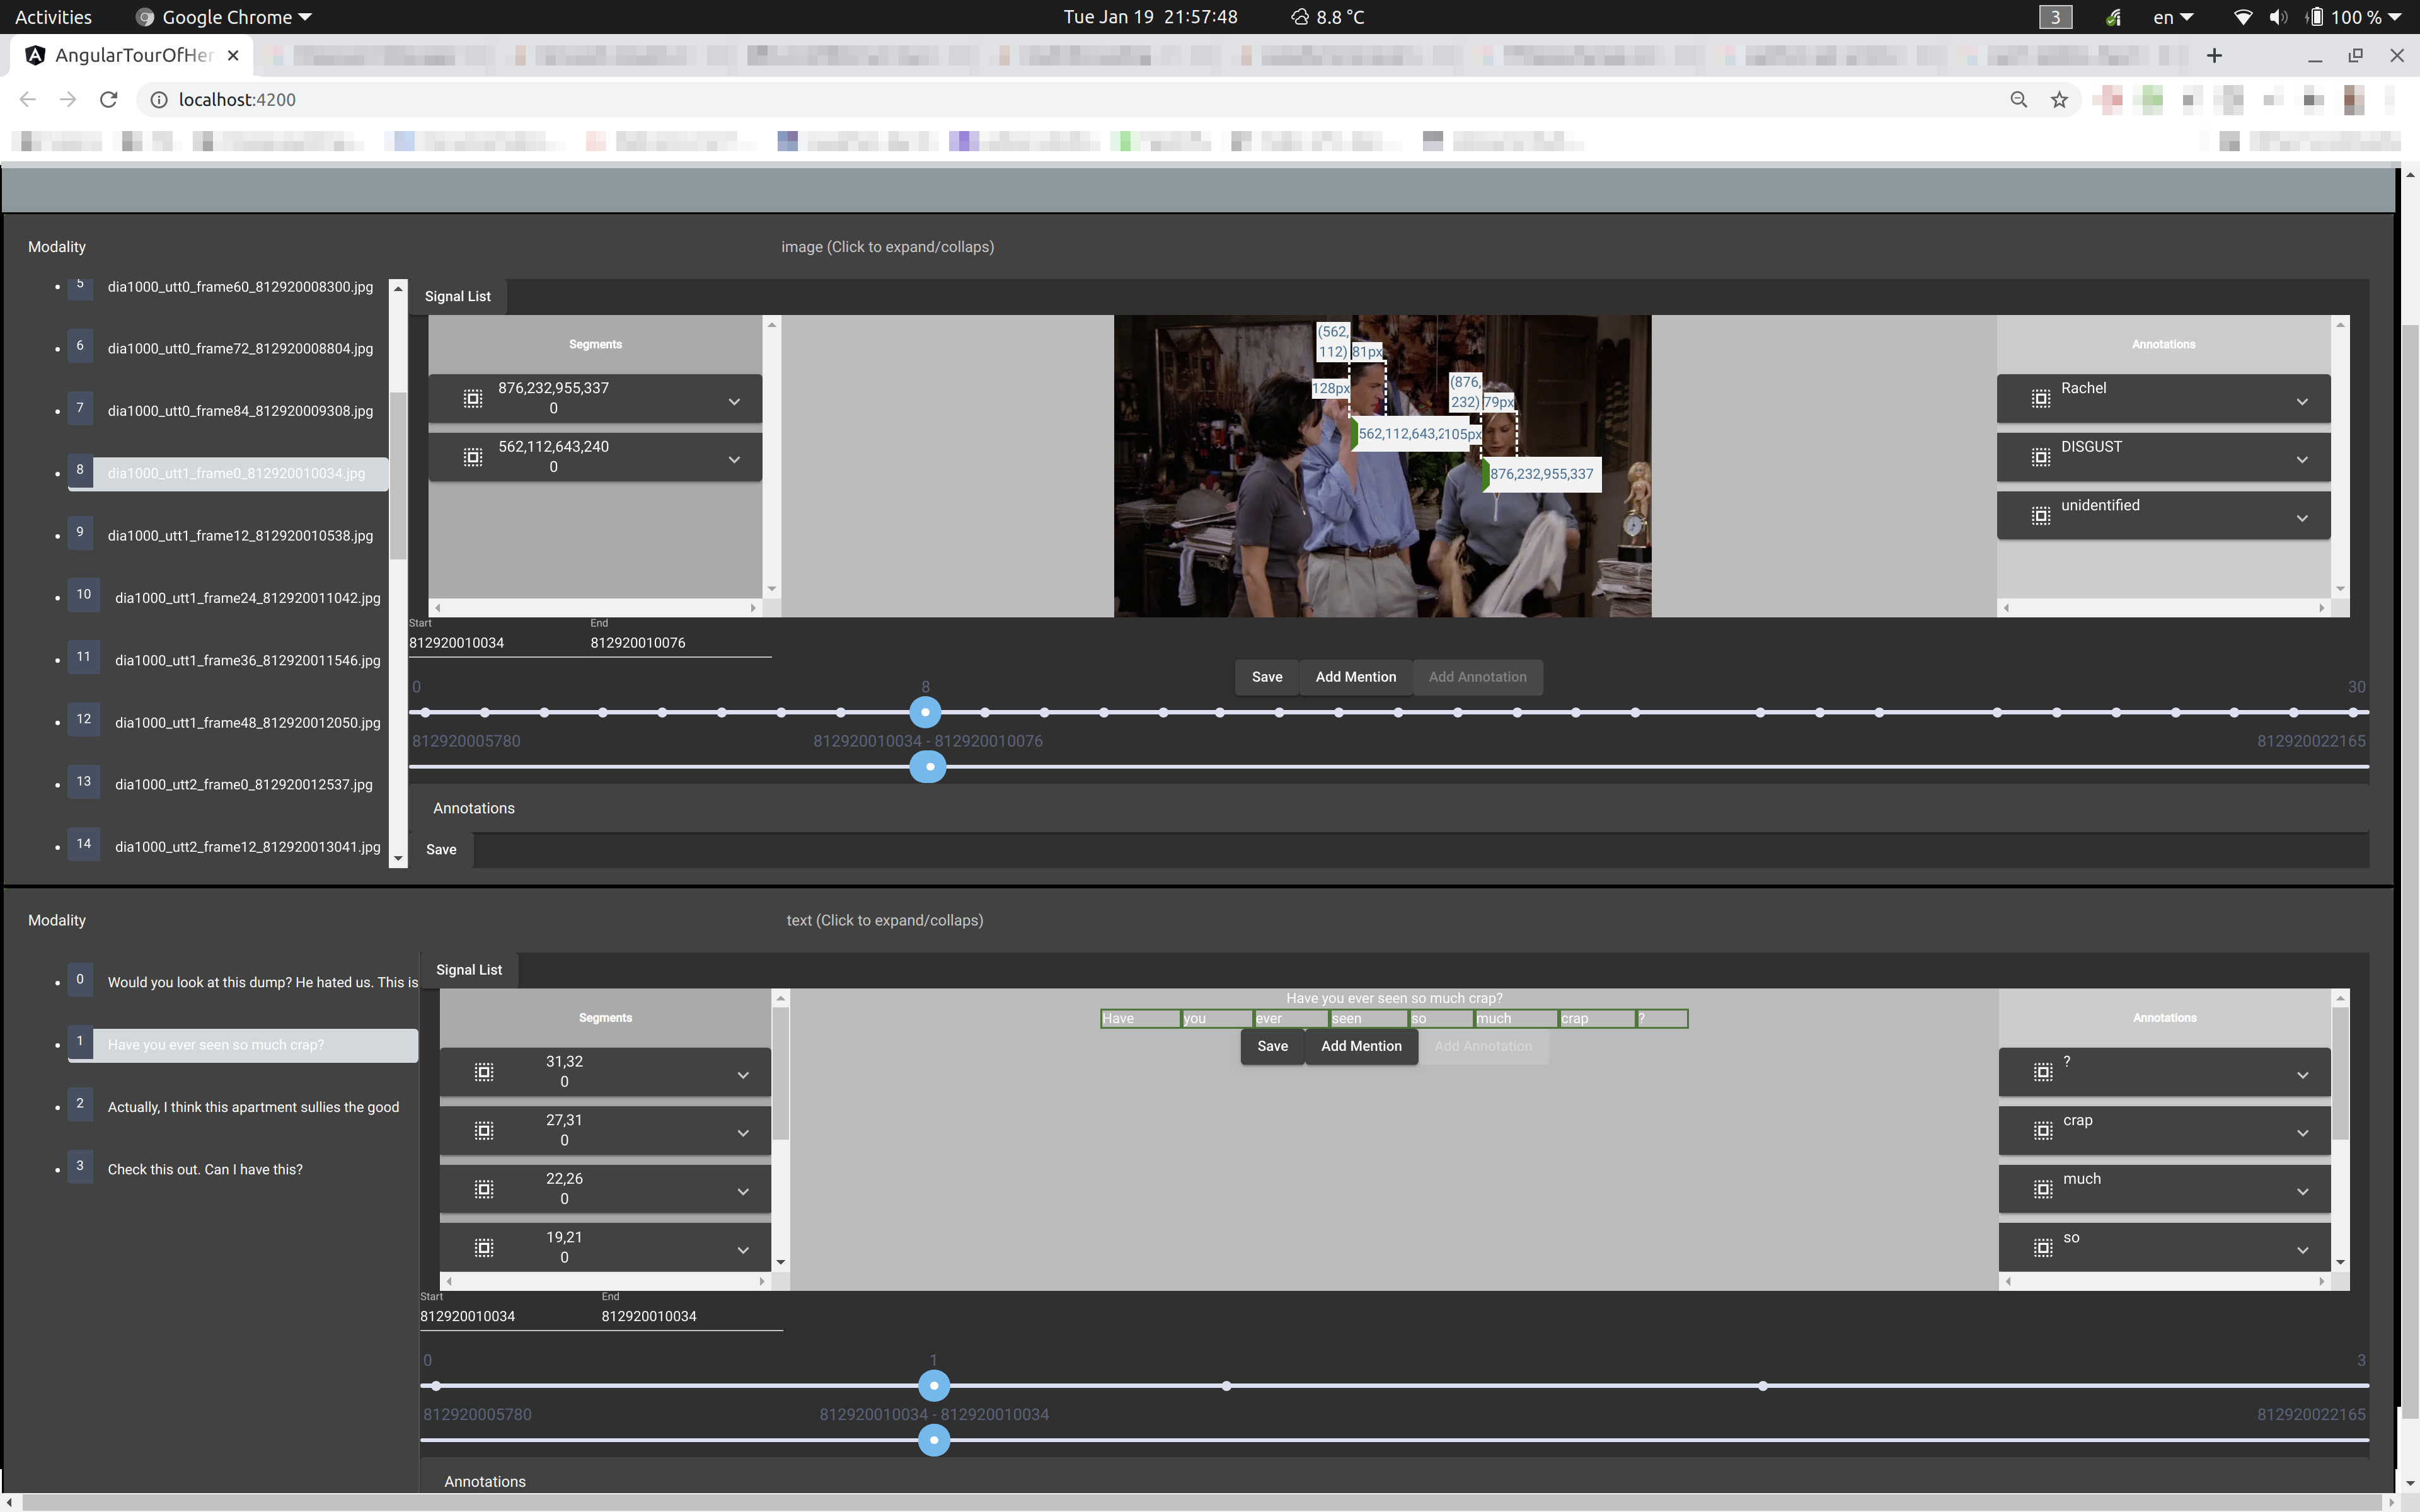 Activities
Google Chrome
Tue Jan 19 21:57:48
8.8 °C
3
en
100 %
AngularTourOfHer
localhost:4200
Modality
image (Click to expand/collaps)
5 dia1000_utt0_frame60_812920008300.jpg
6 dia1000_utt0_frame72_812920008804.jpg
7 dia1000_utt0_frame84_812920009308.jpg
8 dia1000_utt1_frame0_812920010034.jpg
9 dia1000_utt1_frame12_812920010538.jpg
10 dia1000_utt1_frame24_812920011042.jpg
11 dia1000_utt1_frame36_812920011546.jpg
12 dia1000_utt1_frame48_812920012050.jpg
13 dia1000_utt2_frame0_812920012537.jpg
14 dia1000_utt2_frame12_812920013041.jpg
Signal List
Segments
876,232,955,337
0
562,112,643,240
0
(562,
112) 81px
128px
562,112,643,2
(876,
232) 79px
105px
876,232,955,337
Annotations
Rachel
DISGUST
unidentified
Start
812920010034
End
812920010076
Save
Add Mention
Add Annotation
0
8
30
812920005780
812920010034 - 812920010076
812920022165
Annotations
Save
Modality
text (Click to expand/collaps)
0 Would you look at this dump? He hated us. This is
1 Have you ever seen so much crap?
2 Actually, I think this apartment sullies the good
3 Check this out. Can I have this?
Signal List
Segments
31,32
0
27,31
0
22,26
0
19,21
0
Have you ever seen so much crap?
Have you ever seen so much crap ?
Save
Add Mention
Add Annotation
Annotations
?
crap
much
so
Start
812920010034
End
812920010034
0
1
3
812920005780
812920010034 - 812920010034
812920022165
Annotations